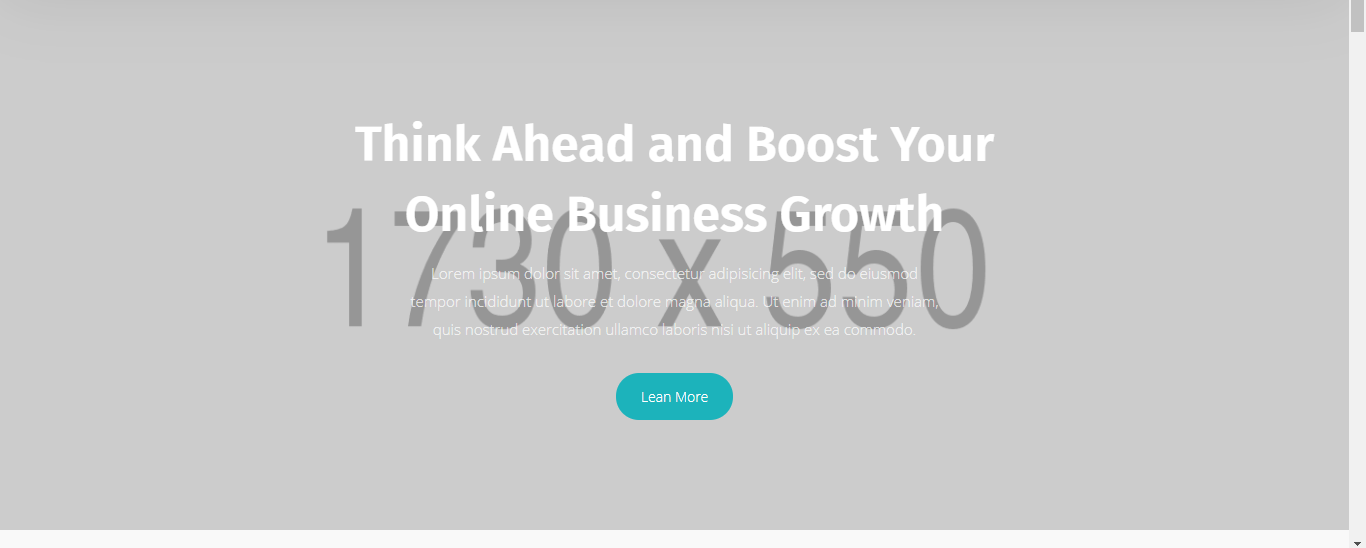 Think Ahead and Boost Your
Online Business Growth
1730 x 550
Lorem ipsum dolor sit amet, consectetur adipisicing elit, sed do eiusmod
tempor incididunt ut labore et dolore magna aliqua. Ut enim ad minim veniam,
quis nostrud exercitation ullamco laboris nisi ut aliquip ex ea commodo.
Lean More